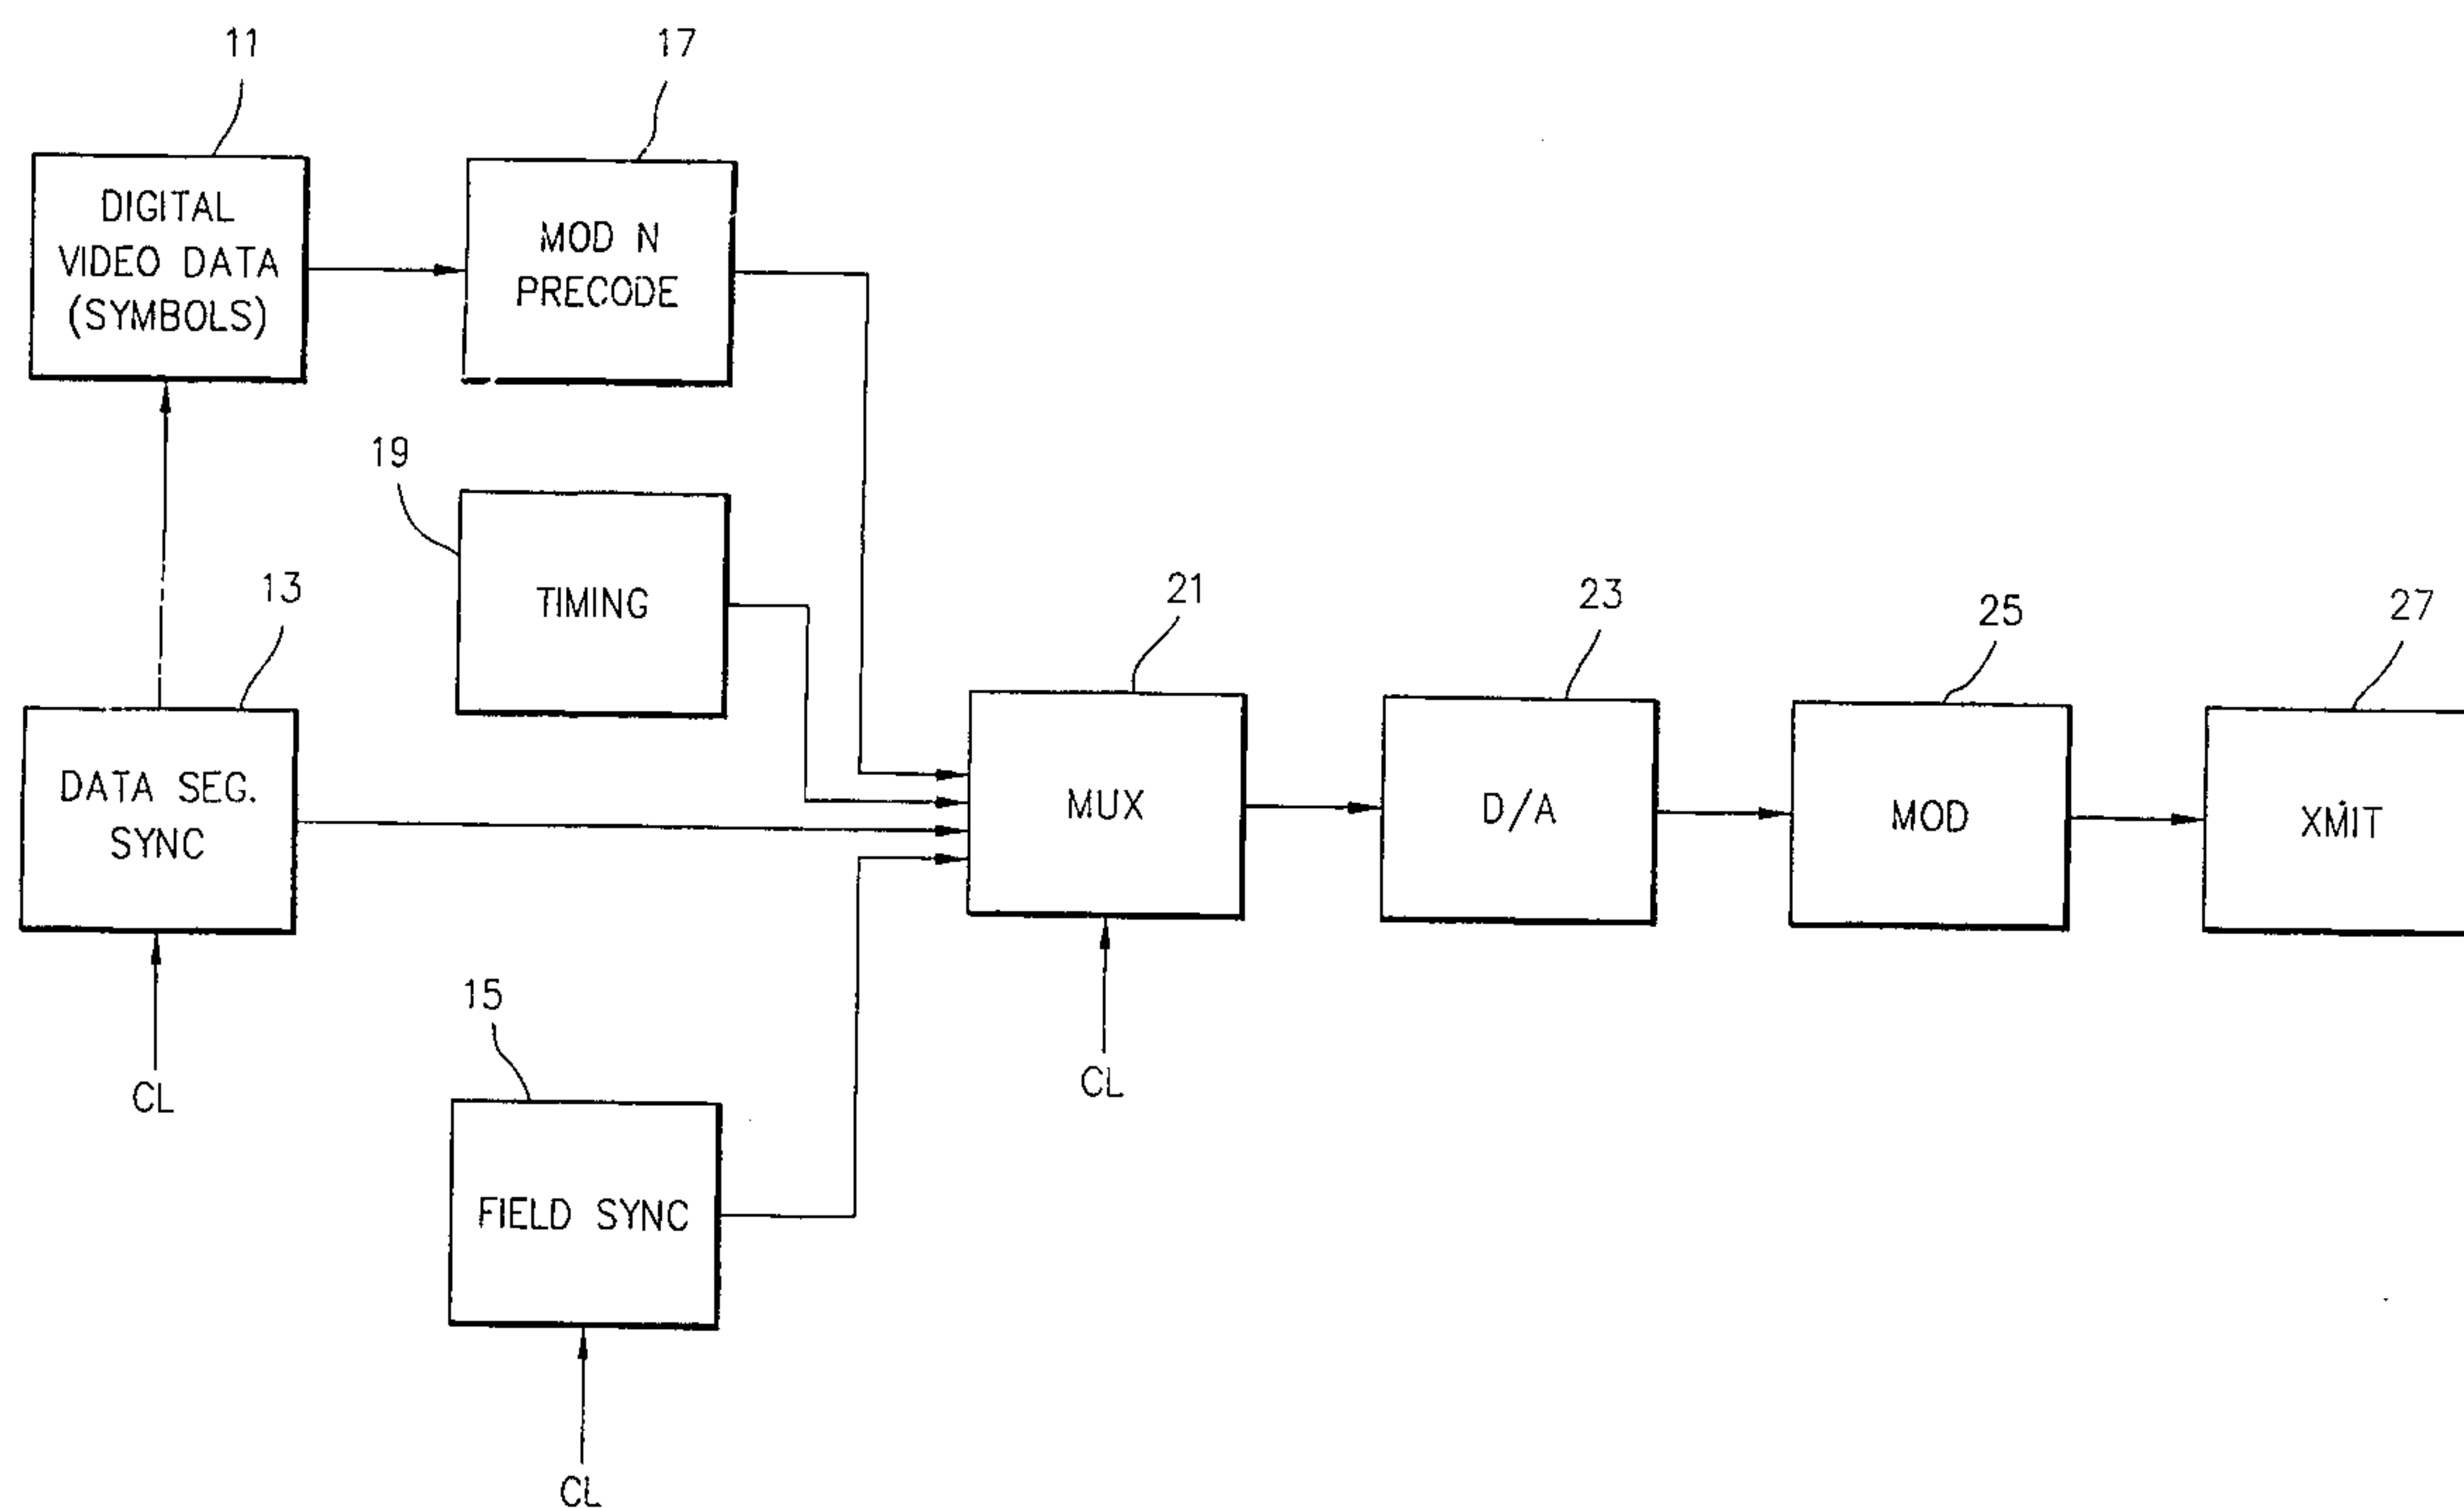 11
17
DIGITAL
VIDEO DATA
(SYMBOLS)
MOD N
PRECODE
19
TIMING
13
DATA SEG.
SYNC
CL
21
MUX
CL
23
D/A
25
MOD
27
XMIT
15
FIELD SYNC
CL